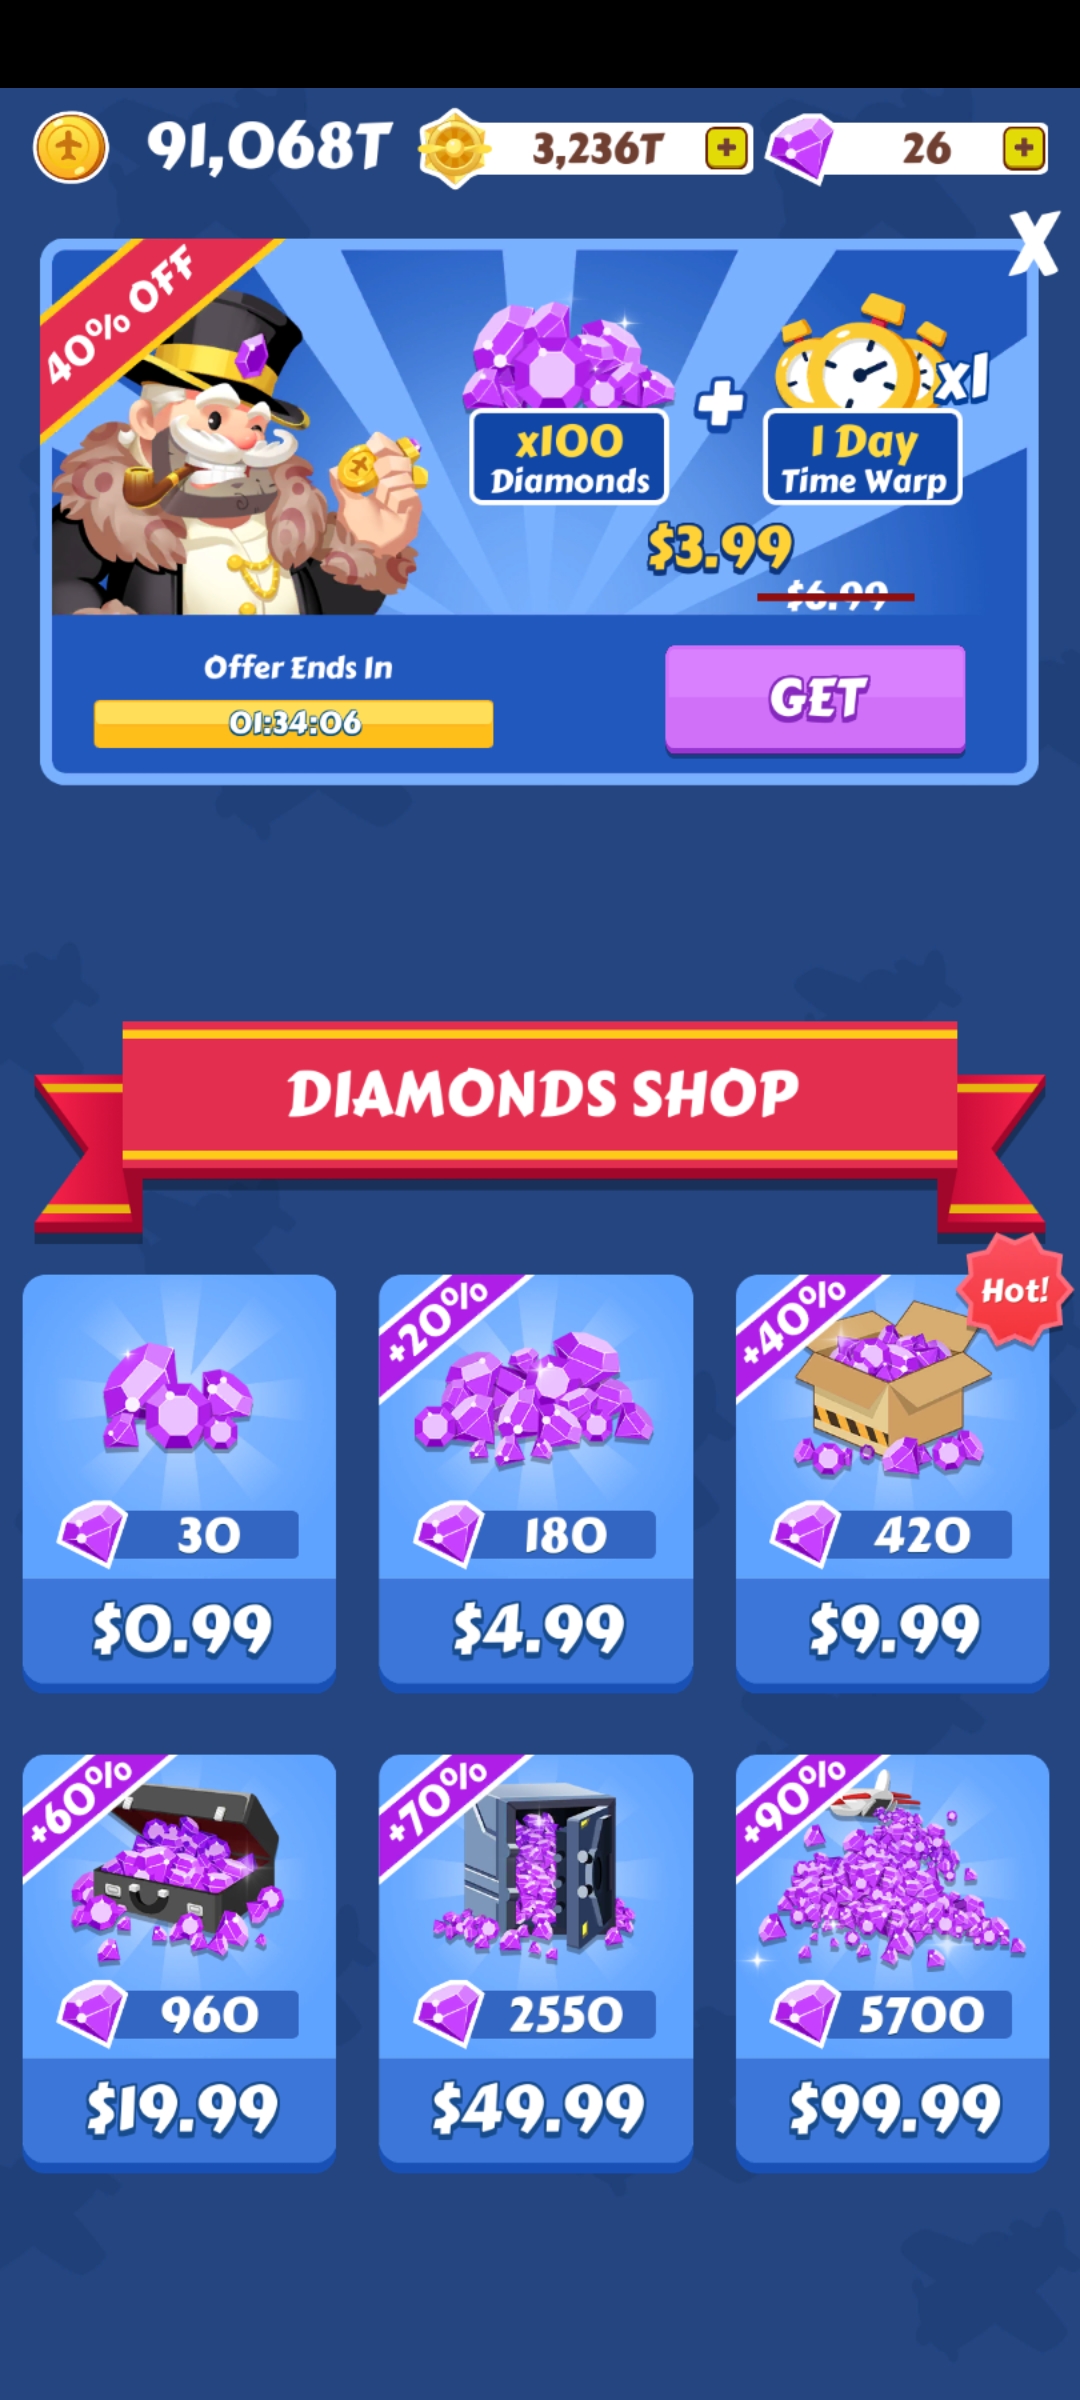 91,068T
3,236T
26
X
40% OFF
x1
x100
Diamonds
1 Day
Time Warp
$3.99
$6.99
Offer Ends In
01:34:06
GET
DIAMONDS SHOP
30
$0.99
+20%
180
$4.99
+40%
Hot!
420
$9.99
+60%
960
$19.99
+70%
2550
$49.99
+90%
5700
$99.99